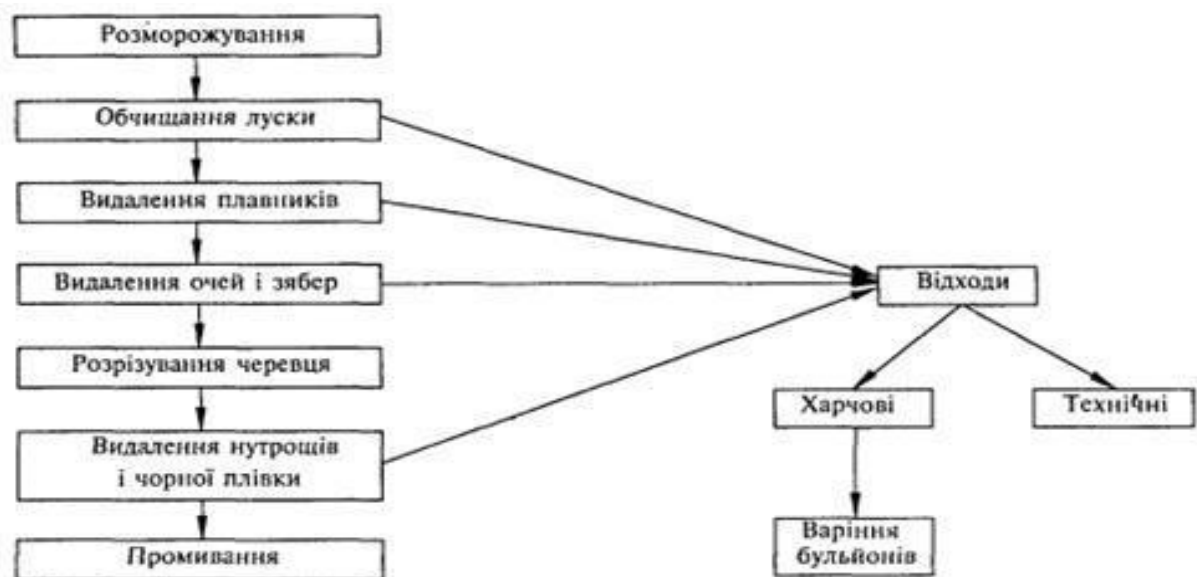 Розморожування
Обчищання луски
Видалення плавників
Видалення очей і зябер
Відходи
Розрізування черевця
Харчові
Технічні
Видалення нутрощів
і чорної плівки
Варіння
бульйонів
Промивання